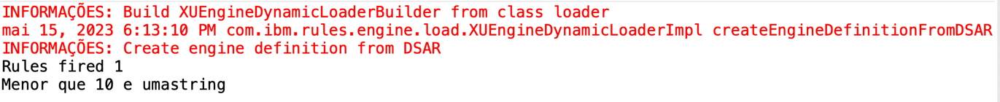 INFORMAÇÕES: Build XUEngineDynamicLoaderBuilder from class loader
mai 15, 2023 6:13:10 PM com.ibm.rules.engine.load.XUEngineDynamicLoaderImpl createEngineDefinitionFromDSAR
INFORMAÇÕES: Create engine definition from DSAR
Rules fired 1
Menor que 10 e umastring